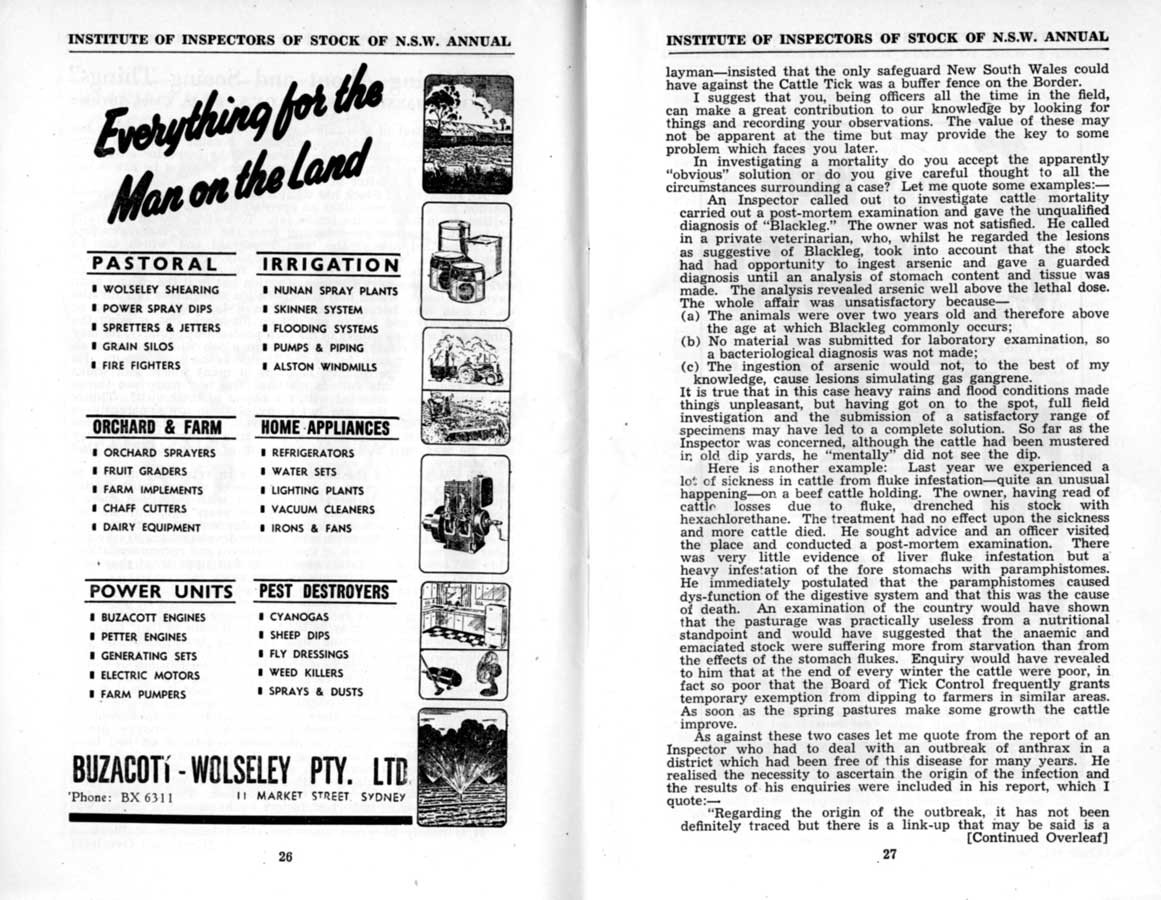 INSTITUTE OF INSPECTORS OF STOCK OF N.S.W. ANNUAL
Everything for the
Man on the Land
PASTORAL
WOLSELEY SHEARING
POWER SPRAY DIPS
SPRETTERS & JETTERS
GRAIN SILOS
FIRE FIGHTERS
IRRIGATION
NUNAN SPRAY PLANTS
SKINNER SYSTEM
FLOODING SYSTEMS
PUMPS & PIPING
ALSTON WINDMILLS
ORCHARD & FARM
ORCHARD SPRAYERS
FRUIT GRADERS
FARM IMPLEMENTS
CHAFF CUTTERS
DAIRY EQUIPMENT
HOME APPLIANCES
REFRIGERATORS
WATER SETS
LIGHTING PLANTS
VACUUM CLEANERS
IRONS & FANS
POWER UNITS
BUZACOTT ENGINES
PETTER ENGINES
GENERATING SETS
ELECTRIC MOTORS
FARM PUMPERS
PEST DESTROYERS
CYANOGAS
SHEEP DIPS
FLY DRESSINGS
WEED KILLERS
SPRAYS & DUSTS
BUZACOTT - WOLSELEY PTY. LTD
'Phone: BX 6311
11 MARKET STREET. SYDNEY
26
INSTITUTE OF INSPECTORS OF STOCK OF N.S.W. ANNUAL
layman—insisted that the only safeguard New South Wales could
have against the Cattle Tick was a buffer fence on the Border.
I suggest that you, being officers all the time in the field,
can make a great contribution to our knowledge by looking for
things and recording your observations. The value of these may
not be apparent at the time but may provide the key to some
problem which faces you later.
In investigating a mortality do you accept the apparently
"obvious" solution or do you give careful thought to all the
circumstances surrounding a case? Let me quote some examples:—
An Inspector called out to investigate cattle mortality
carried out a post-mortem examination and gave the unqualified
diagnosis of "Blackleg." The owner was not satisfied. He called
in a private veterinarian, who, whilst he regarded the lesions
as suggestive of Blackleg, took into account that the stock
had had opportunity to ingest arsenic and gave a guarded
diagnosis until an analysis of stomach content and tissue was
made. The analysis revealed arsenic well above the lethal dose.
The whole affair was unsatisfactory because—
(a) The animals were over two years old and therefore above
the age at which Blackleg commonly occurs;
(b) No material was submitted for laboratory examination, so
a bacteriological diagnosis was not made;
(c) The ingestion of arsenic would not, to the best of my
knowledge, cause lesions simulating gas gangrene.
It is true that in this case heavy rains and flood conditions made
things unpleasant, but having got on to the spot, full field
investigation and the submission of a satisfactory range of
specimens may have led to a complete solution. So far as the
Inspector was concerned, although the cattle had been mustered
in old dip yards, he "mentally" did not see the dip.
Here is another example: Last year we experienced a
lot of sickness in cattle from fluke infestation—quite an unusual
happening—on a beef cattle holding. The owner, having read of
cattle losses due to fluke, drenched his stock with
hexachlorethane. The treatment had no effect upon the sickness
and more cattle died. He sought advice and an officer visited
the place and conducted a post-mortem examination. There
was very little evidence of liver fluke infestation but a
heavy infestation of the fore stomachs with paramphistomes.
He immediately postulated that the paramphistomes caused
dys-function of the digestive system and that this was the cause
of death. An examination of the country would have shown
that the pasturage was practically useless from a nutritional
standpoint and would have suggested that the anaemic and
emaciated stock were suffering more from starvation than from
the effects of the stomach flukes. Enquiry would have revealed
to him that at the end of every winter the cattle were poor, in
fact so poor that the Board of Tick Control frequently grants
temporary exemption from dipping to farmers in similar areas.
As soon as the spring pastures make some growth the cattle
improve.
As against these two cases let me quote from the report of an
Inspector who had to deal with an outbreak of anthrax in a
district which had been free of this disease for many years. He
realised the necessity to ascertain the origin of the infection and
the results of his enquiries were included in his report, which I
quote:—
"Regarding the origin of the outbreak, it has not been
definitely traced but there is a link-up that may be said is a
[Continued Overleaf]
27